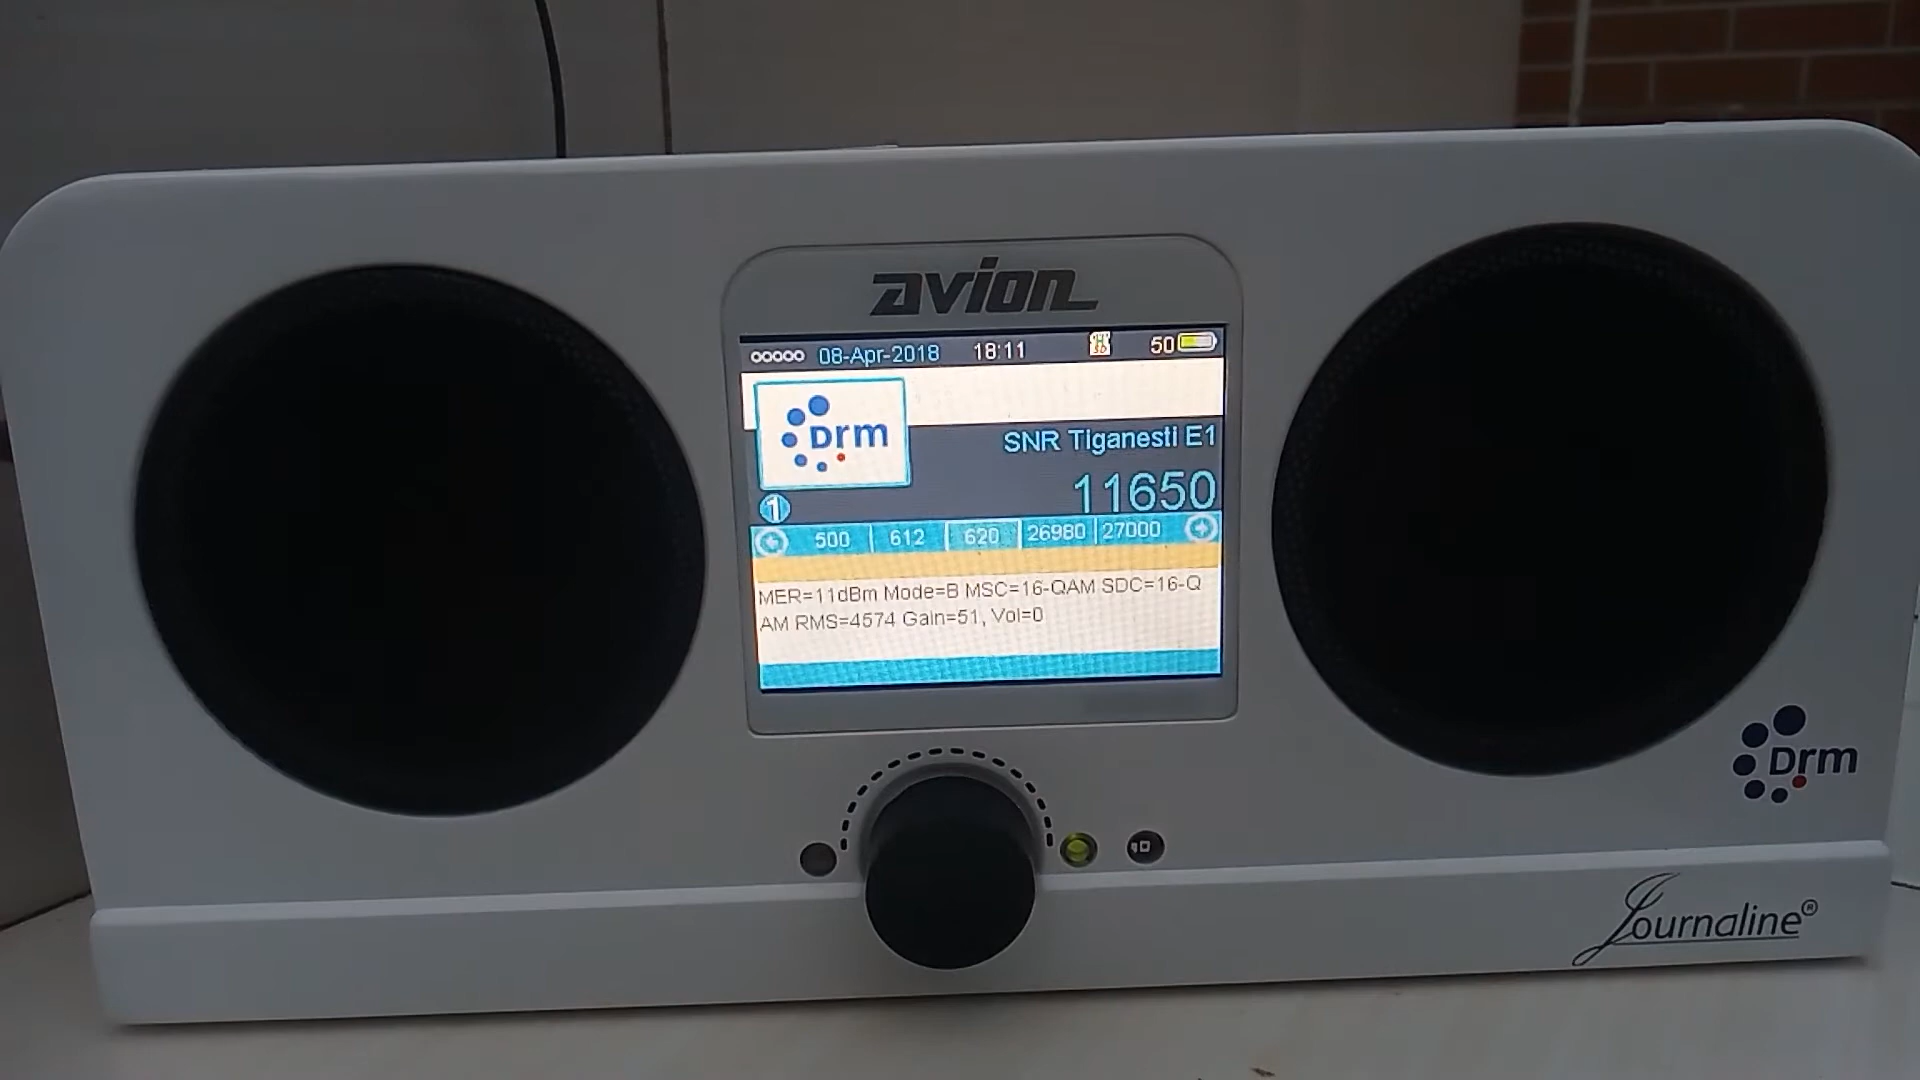 avion
08-Apr-2018 18:11 50
Drm
SNR Tiganesti E1
11650
1
500 612 620 26980 27000
MER=11dBm Mode=B MSC=16-QAM SDC=16-Q
AM RMS=4574 Gain=51, Vol=0
Drm
Journaline®